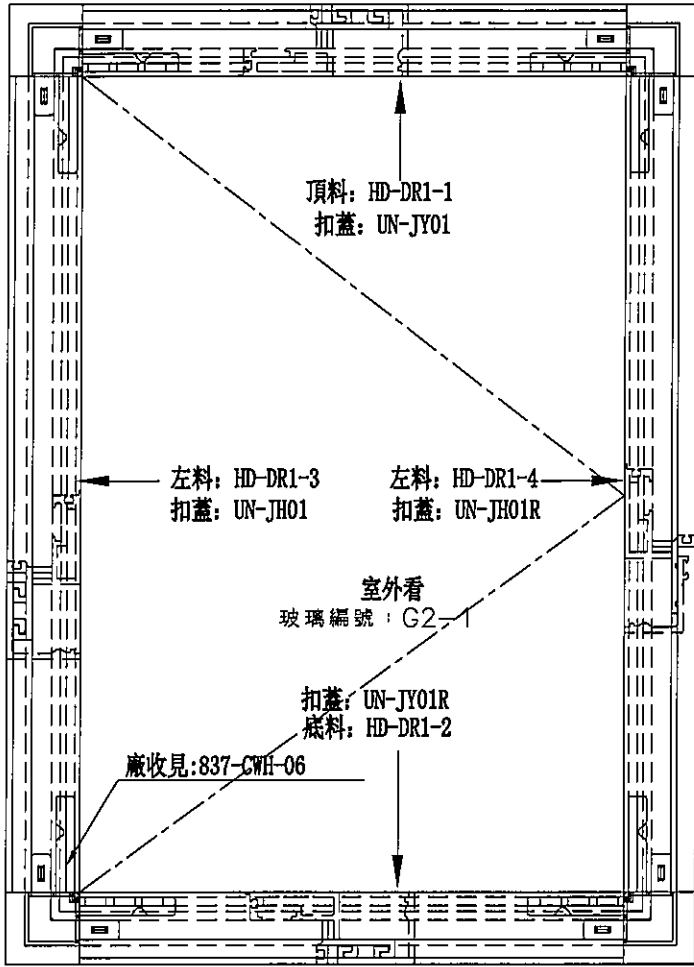 頂料: HD-DR1-1
扣蓋: UN-JY01
左料: HD-DR1-3
扣蓋: UN-JH01
左料: HD-DR1-4
扣蓋: UN-JH01R
室外看
玻璃編號：G2-1
扣蓋: UN-JY01R
底料: HD-DR1-2
廠收見:837-CWH-06